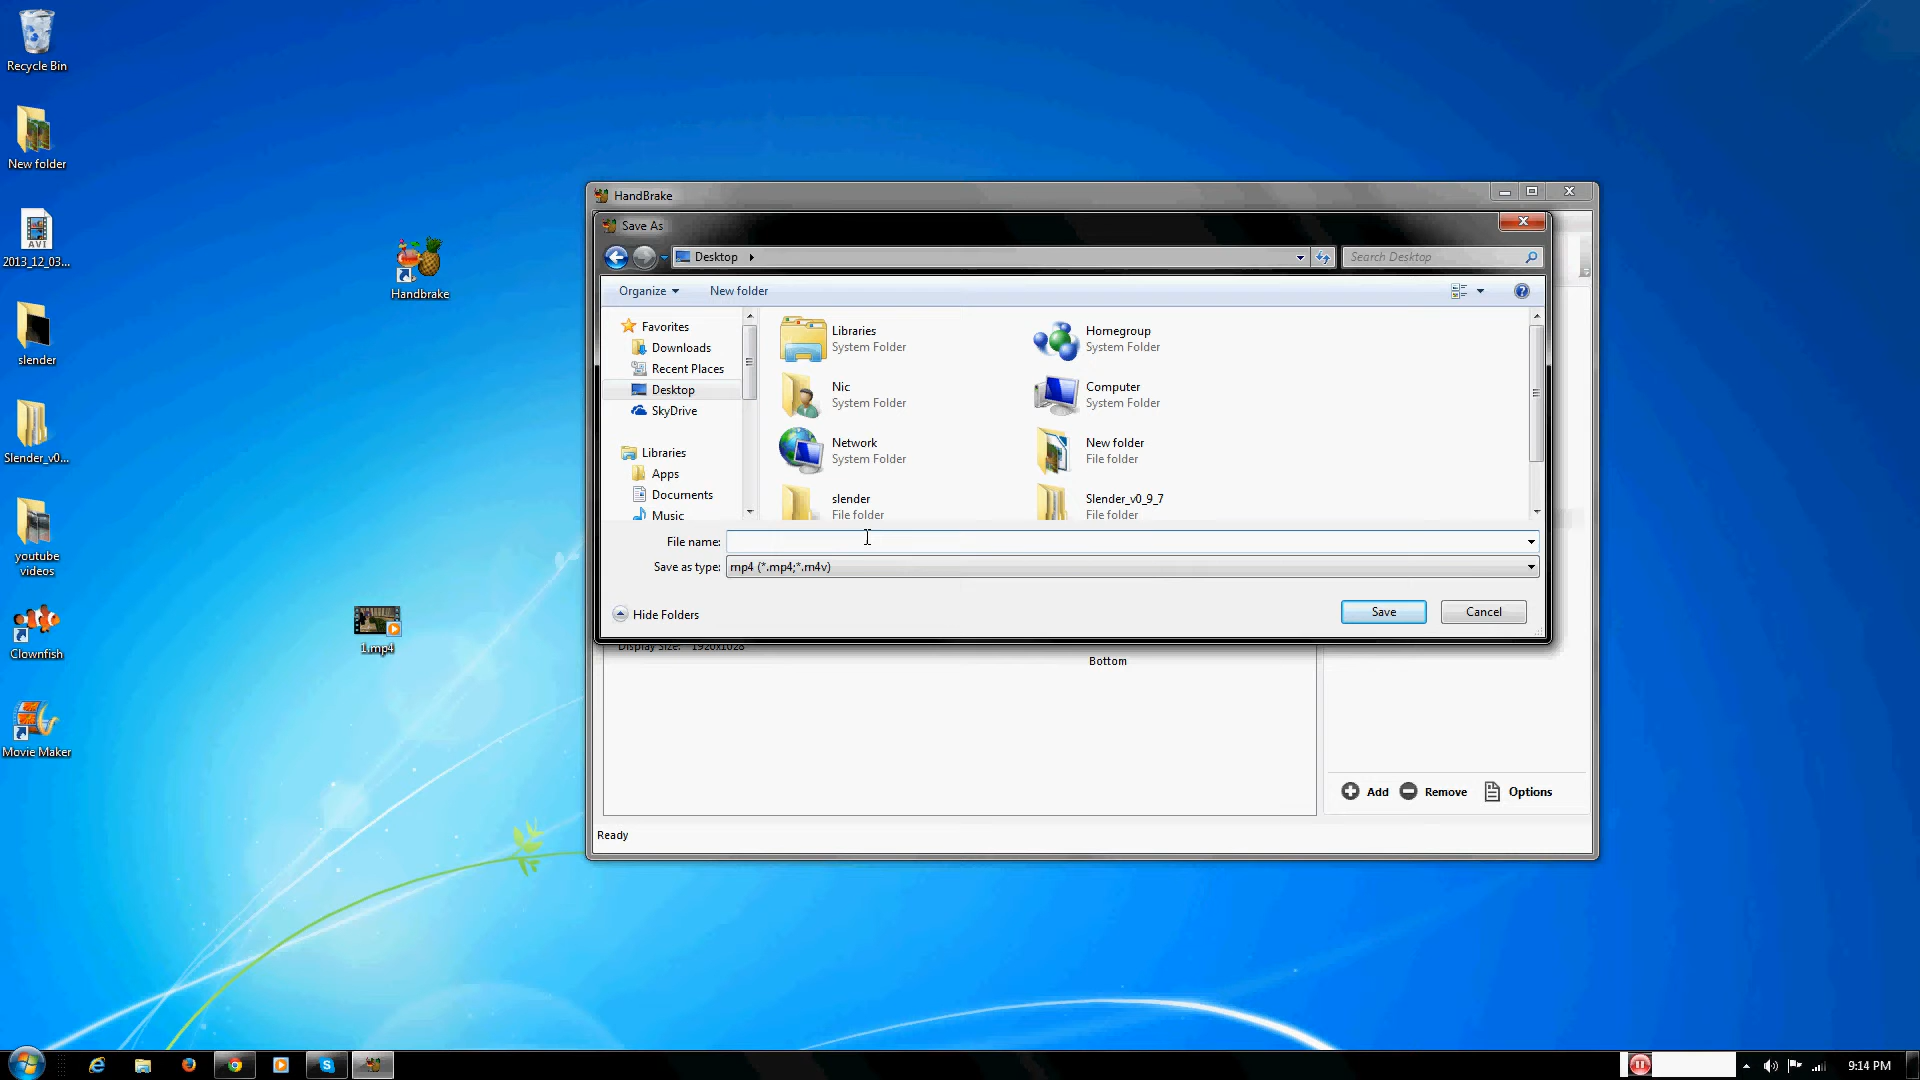 Recycle Bin
New folder
AVI
2013_12_03...
slender
Slender_v0...
youtube
videos
Clownfish
Movie Maker
Handbrake
1.mp4
HandBrake
Save As
Desktop
Search Desktop
Organize
New folder
Favorites
Downloads
Recent Places
Desktop
SkyDrive
Libraries
Apps
Documents
Music
Libraries
System Folder
Homegroup
System Folder
Nic
System Folder
Computer
System Folder
Network
System Folder
New folder
File folder
slender
File folder
Slender_v0_9_7
File folder
File name:
Save as type: mp4 (*.mp4;*.m4v)
Hide Folders
Save
Cancel
Display Size: 1920x1028
Bottom
Add
Remove
Options
Ready
9:14 PM